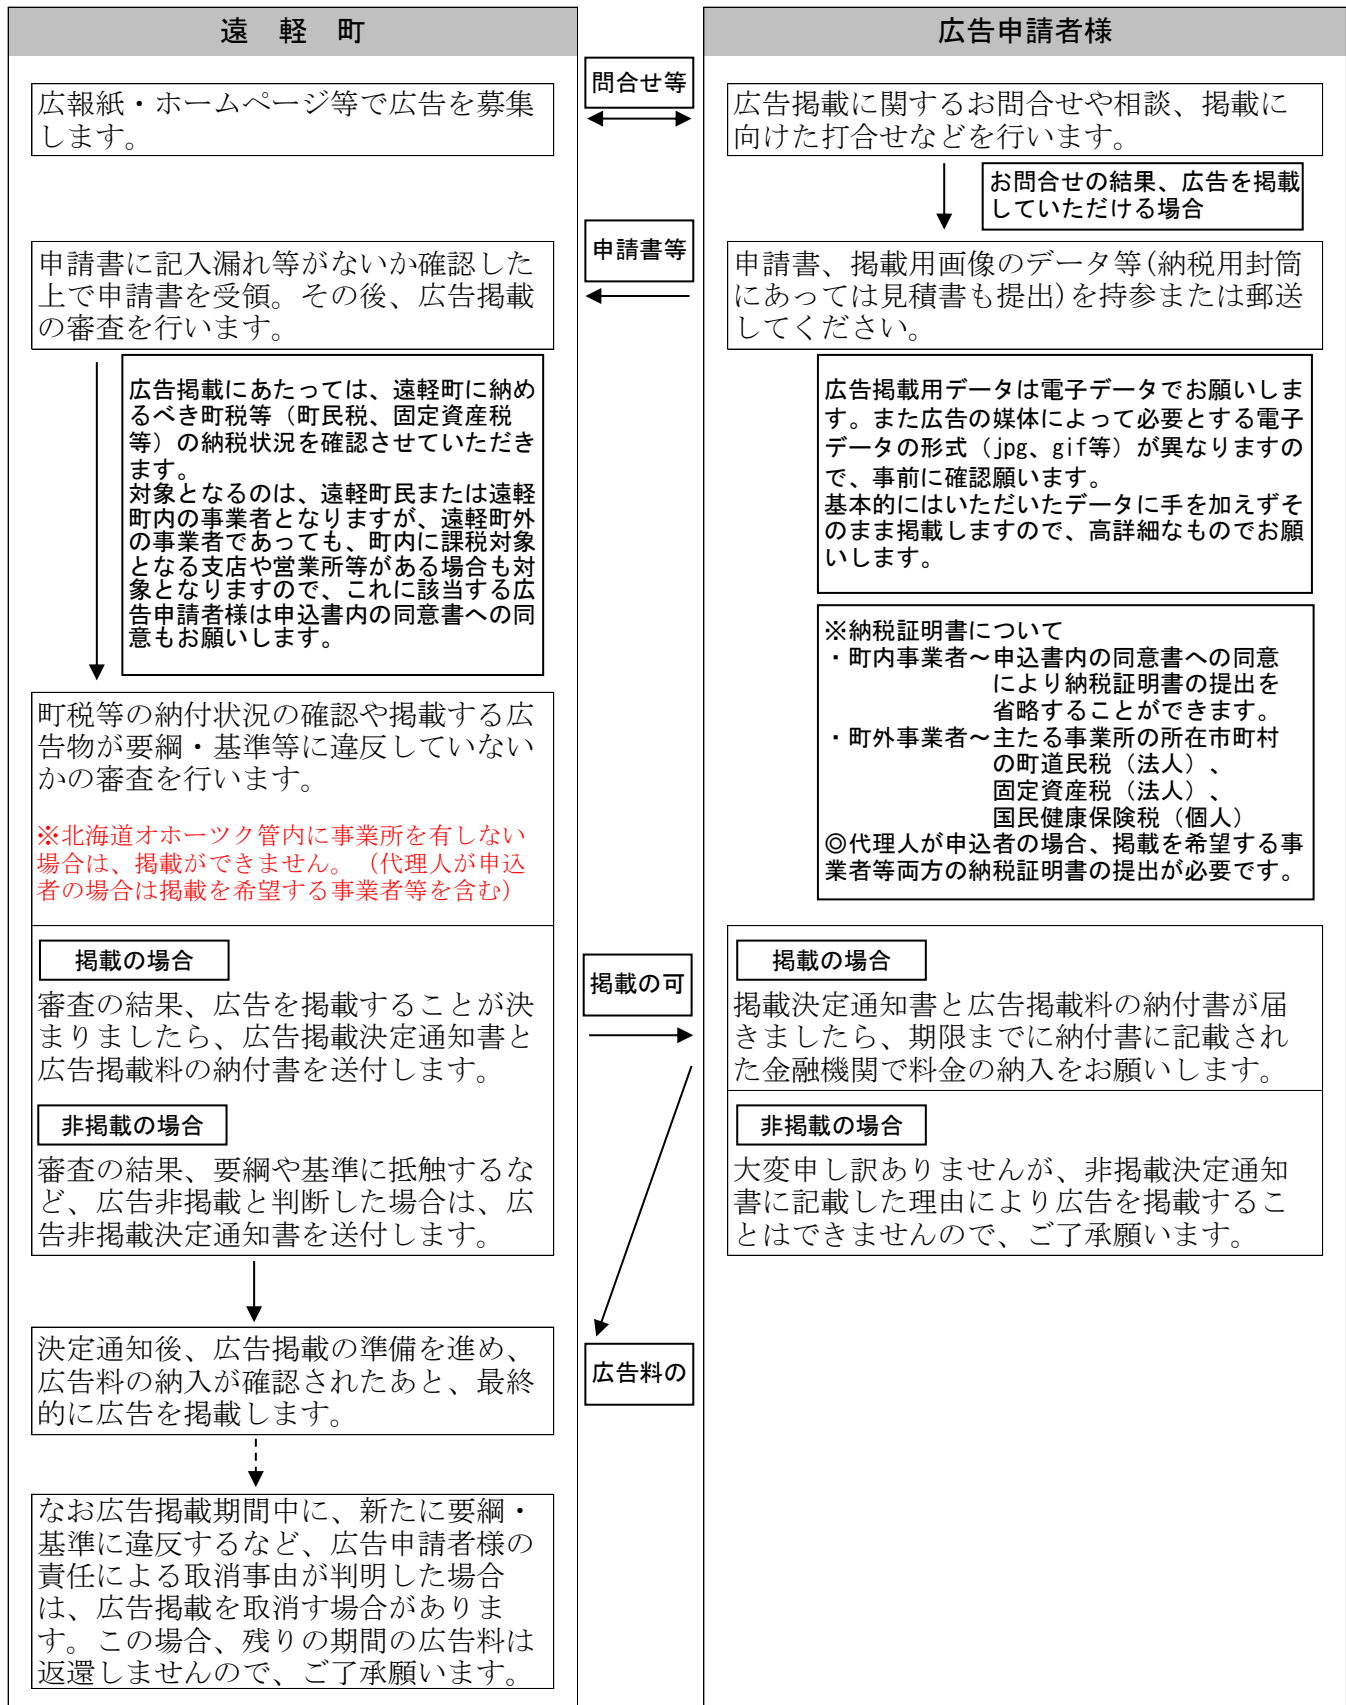 遠　軽　町
広告申請者様
広報紙・ホームページ等で広告を募集
します。
問合せ等
広告掲載に関するお問合せや相談、掲載に
向けた打合せなどを行います。
お問合せの結果、広告を掲載
していただける場合
申請書に記入漏れ等がないか確認した
上で申請書を受領。その後、広告掲載
の審査を行います。
申請書等
申請書、掲載用画像のデータ等(納税用封筒
にあっては見積書も提出)を持参または郵送
してください。
広告掲載にあたっては、遠軽町に納め
るべき町税等（町民税、固定資産税
等）の納税状況を確認させていただき
ます。
対象となるのは、遠軽町民または遠軽
町内の事業者となりますが、遠軽町外
の事業者であっても、町内に課税対象
となる支店や営業所等がある場合も対
象となりますので、これに該当する広
告申請者様は申込書内の同意書への同
意もお願いします。
広告掲載用データは電子データでお願いしま
す。また広告の媒体によって必要とする電子
データの形式（jpg、gif等）が異なりますの
で、事前に確認願います。
基本的にはいただいたデータに手を加えずそ
のまま掲載しますので、高詳細なものでお願
いします。
※納税証明書について
・町内事業者～申込書内の同意書への同意
により納税証明書の提出を
省略することができます。
・町外事業者～主たる事業所の所在市町村
の町道民税（法人）、
固定資産税（法人）、
国民健康保険税（個人）
◎代理人が申込者の場合、掲載を希望する事
業者等両方の納税証明書の提出が必要です。
町税等の納付状況の確認や掲載する広
告物が要綱・基準等に違反していない
かの審査を行います。
※北海道オホーツク管内に事業所を有しない
場合は、掲載ができません。（代理人が申込
者の場合は掲載を希望する事業者等を含む）
掲載の場合
審査の結果、広告を掲載することが決
まりましたら、広告掲載決定通知書と
広告掲載料の納付書を送付します。
掲載の可
掲載の場合
掲載決定通知書と広告掲載料の納付書が届
きましたら、期限までに納付書に記載され
た金融機関で料金の納入をお願いします。
非掲載の場合
審査の結果、要綱や基準に抵触するな
ど、広告非掲載と判断した場合は、広
告非掲載決定通知書を送付します。
非掲載の場合
大変申し訳ありませんが、非掲載決定通知
書に記載した理由により広告を掲載するこ
とはできませんので、ご了承願います。
決定通知後、広告掲載の準備を進め、
広告料の納入が確認されたあと、最終
的に広告を掲載します。
広告料の
なお広告掲載期間中に、新たに要綱・
基準に違反するなど、広告申請者様の
責任による取消事由が判明した場合
は、広告掲載を取消す場合がありま
す。この場合、残りの期間の広告料は
返還しませんので、ご了承願います。